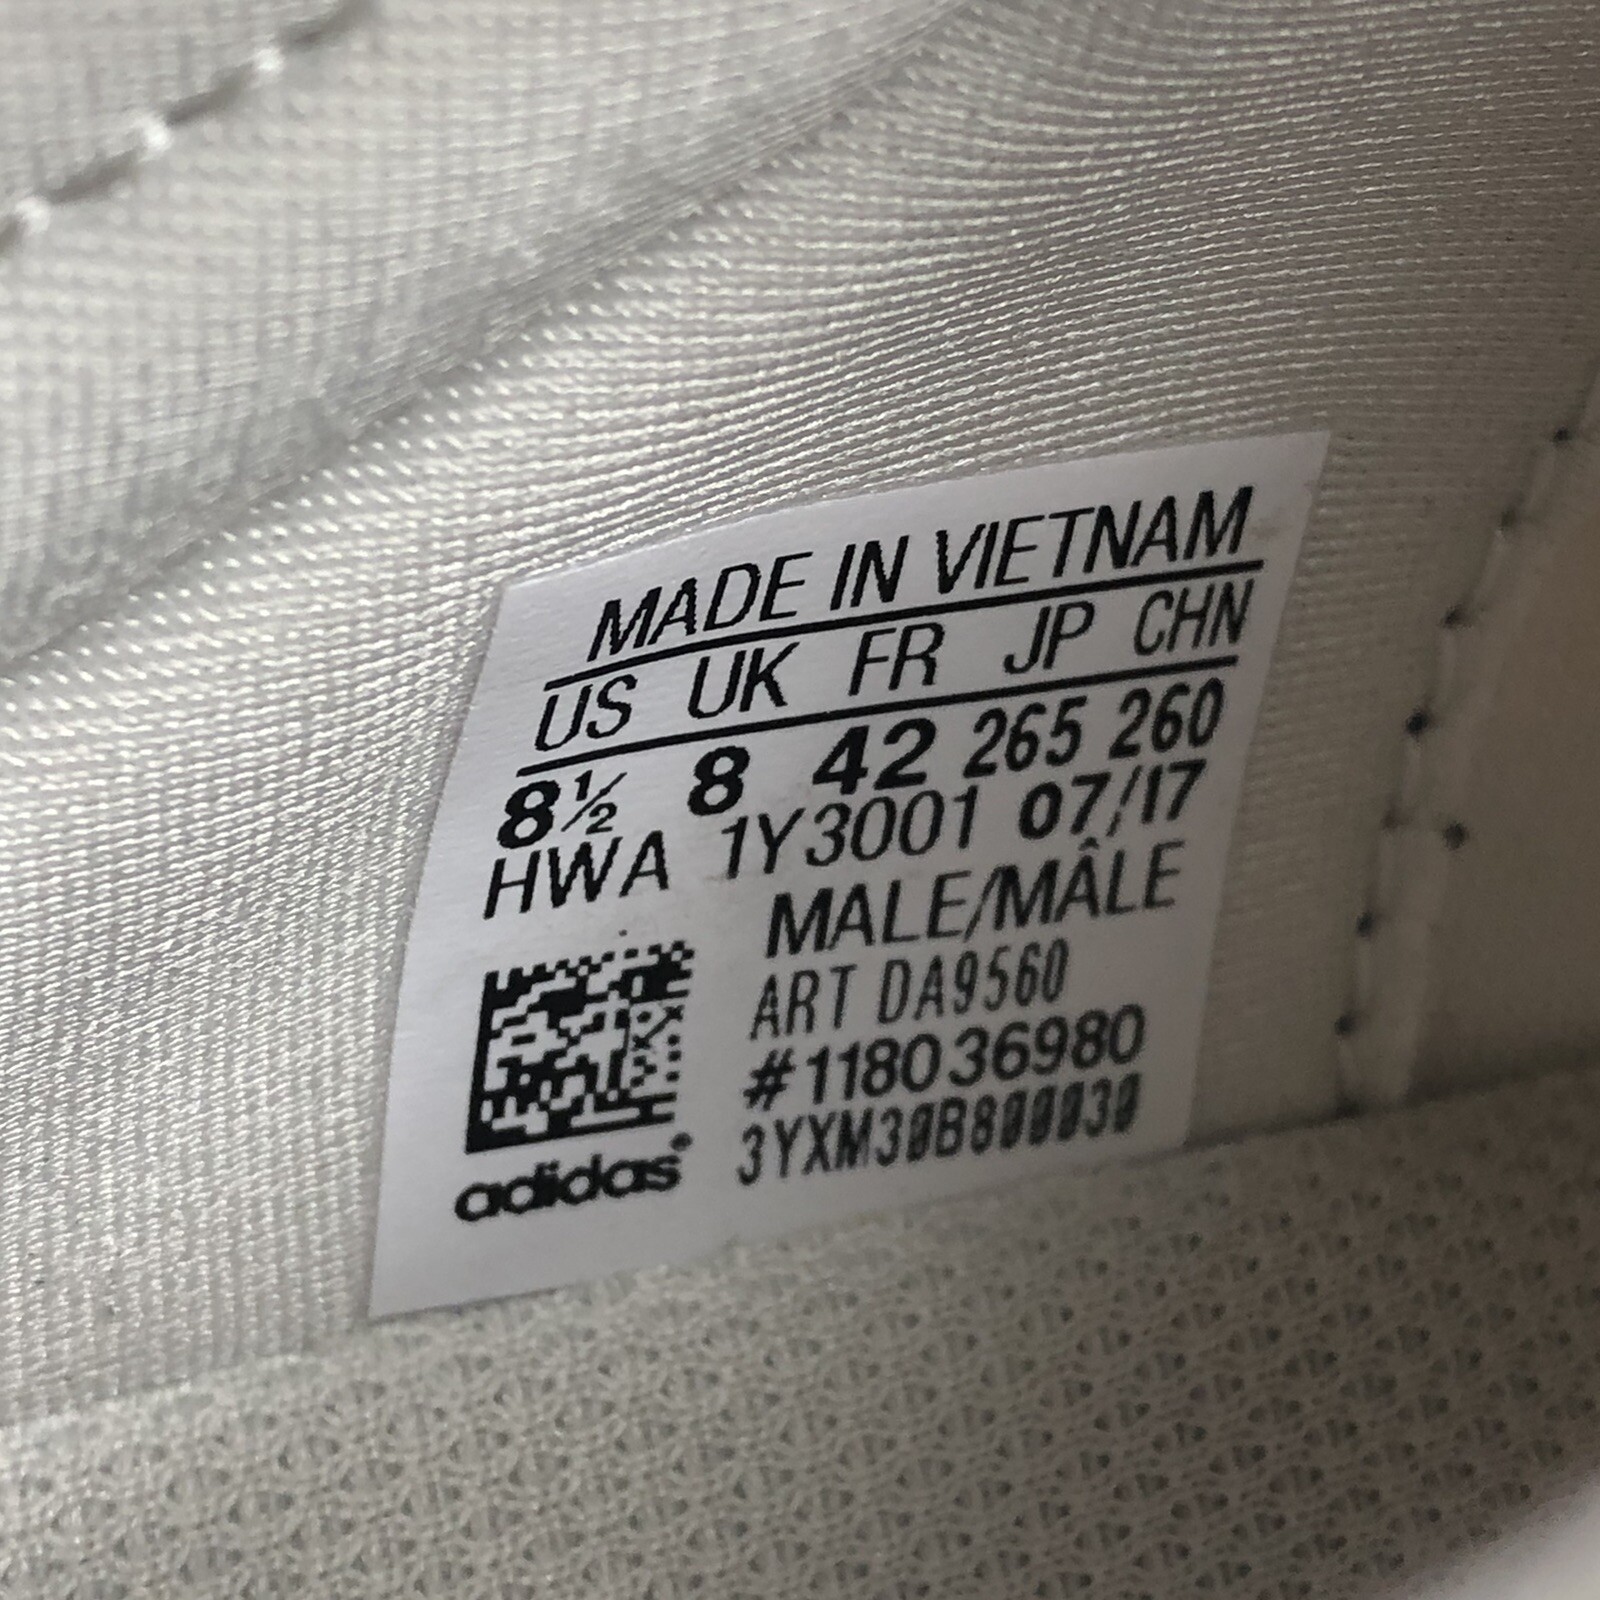 MADE IN VIETNAM
US UK FR JP CHN
8½ 8 42 265 260
HWA 1Y3001 07/17
MALE/MÂLE
ART DA9560
#118036980
3YXM30B800030
adidas®